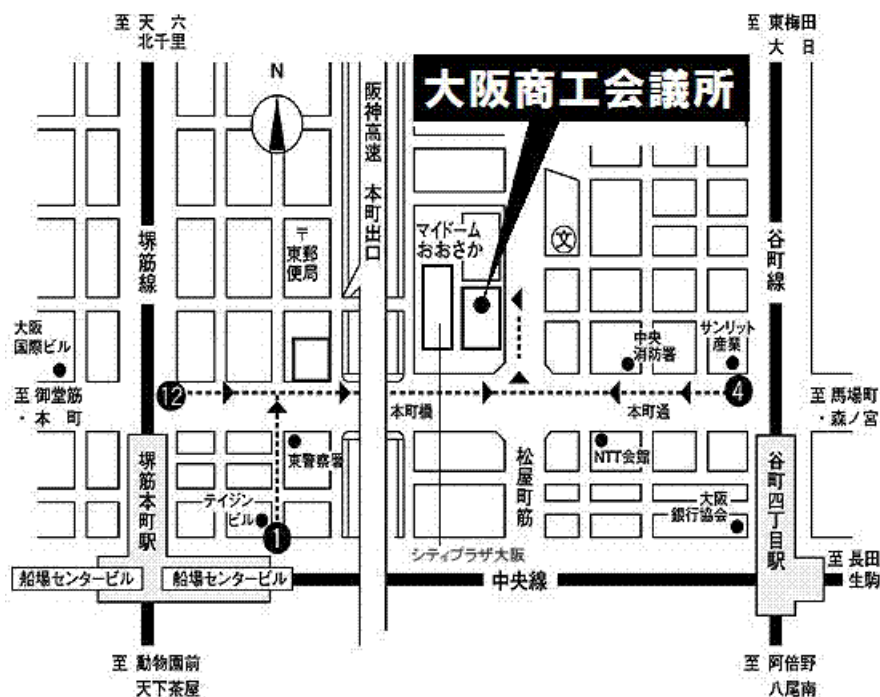 至 天 六
北千里
至 東梅田
大 日
N
大阪商工会議所
阪神高速 本町出口
〒
東郵
便局
マイドーム
おおさか
文
堺筋線
谷町線
大阪
国際ビル
中央
消防署
サンリット
産業
至 御堂筋
・ 本 町
12
本町橋
本町通
4
至 馬場町
・森ノ宮
堺筋本町駅
東警察署
松屋町筋
NTT会館
谷町四丁目駅
テイジン
ビル
1
大阪
銀行協会
シティプラザ大阪
船場センタービル
船場センタービル
中央線
至 長田
生駒
至 動物園前
天下茶屋
至 阿倍野
八尾南